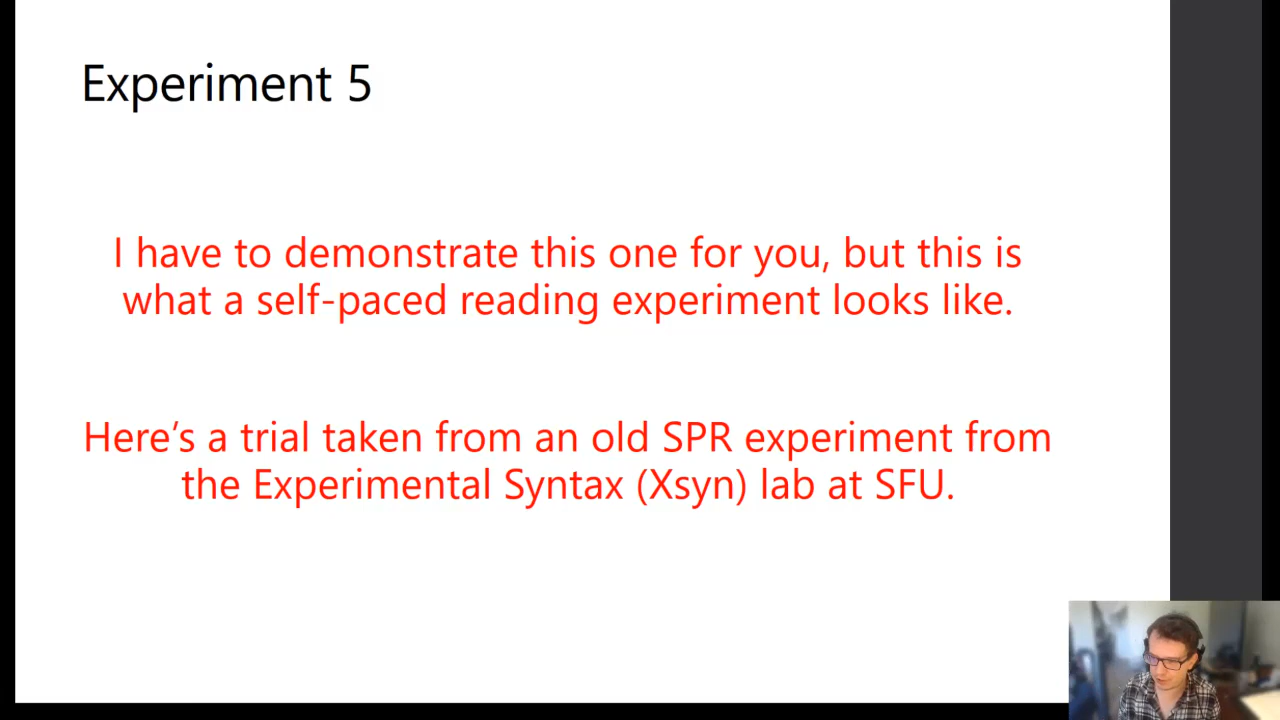 Experiment 5
I have to demonstrate this one for you, but this is
what a self-paced reading experiment looks like.
Here’s a trial taken from an old SPR experiment from
the Experimental Syntax (Xsyn) lab at SFU.